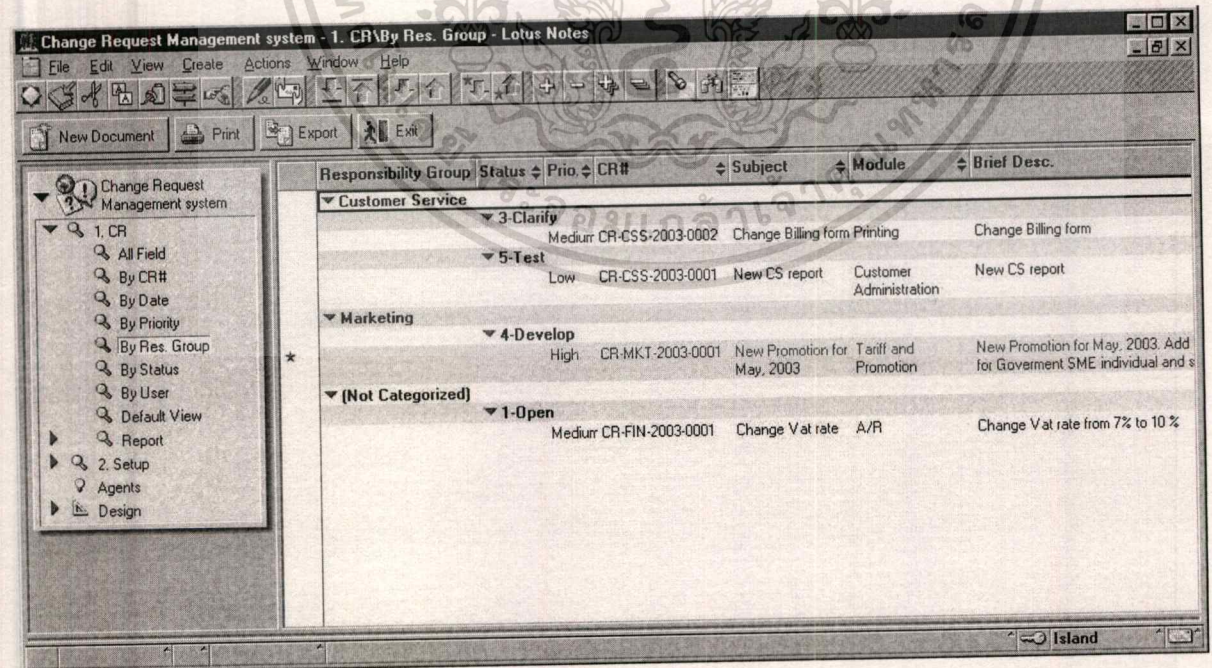 Change Request Management system - 1. CR\By Res. Group - Lotus Notes
File Edit View Create Actions Window Help
New Document Print Export Exit
Change Request
Management system
1, CR
All Field
By CR#
By Date
By Priority
By Res. Group
By Status
By User
Default View
Report
2. Setup
Agents
Design
Responsibility Group Status Prio. CR# Subject Module Brief Desc.
Customer Service
3-Clarify
Medium CR-CSS-2003-0002 Change Billing form Printing Change Billing form
5-Test
Low CR-CSS-2003-0001 New CS report Customer New CS report
Administration
Marketing
4-Develop
High CR-MKT-2003-0001 New Promotion for Tariff and New Promotion for May, 2003. Add
May, 2003 Promotion for Goverment SME individual and s
(Not Categorized)
1-Open
Medium CR-FIN-2003-0001 Change Vat rate A/R Change Vat rate from 7% to 10 %
Island